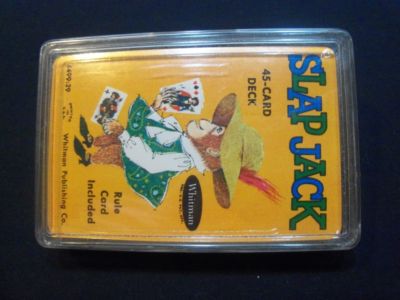 SLAP JACK
45-CARD
DECK
Whitman
Rule
Card
Included
Whitman Publishing Co.